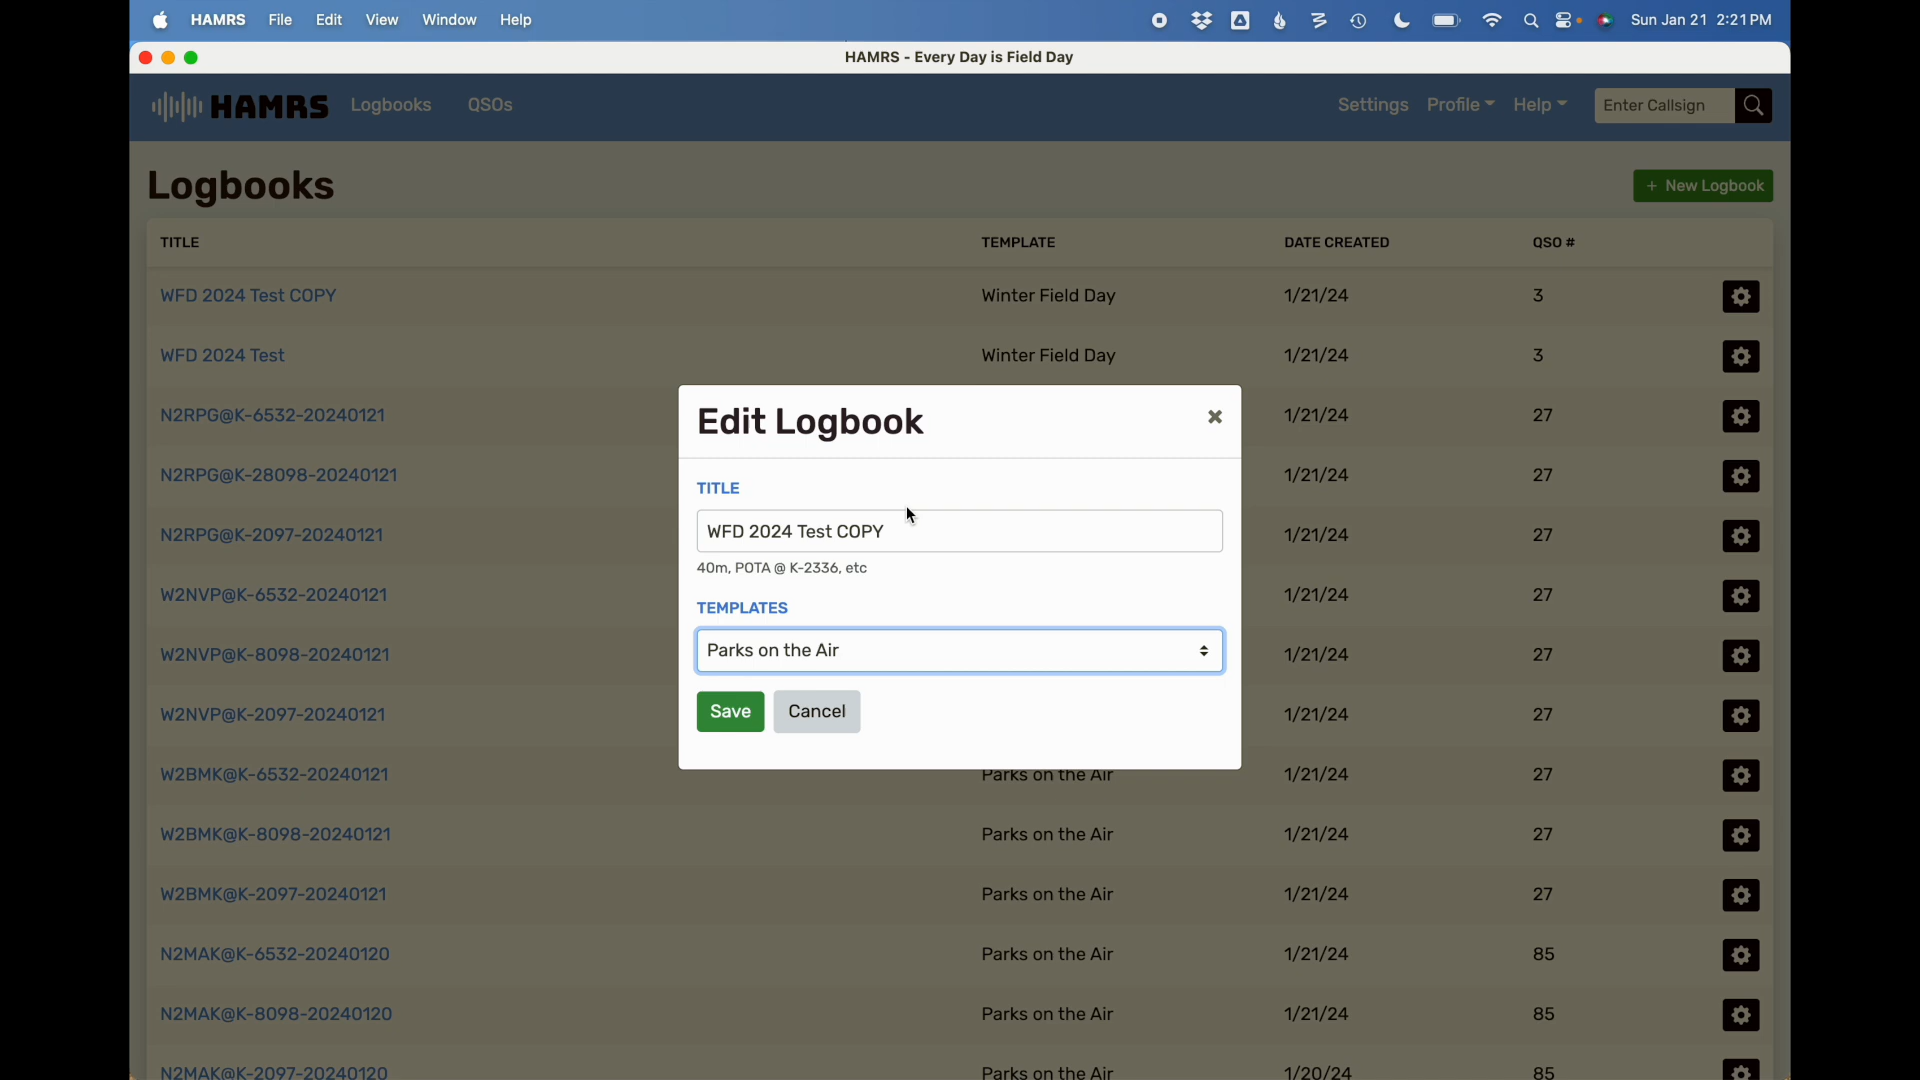 HAMRS File Edit View Window Help Sun Jan 21 2:21 PM
HAMRS - Every Day is Field Day
HAMRS Logbooks QSOs Settings Profile Help Enter Callsign
Logbooks + New Logbook
TITLE TEMPLATE DATE CREATED QSO #
WFD 2024 Test COPY Winter Field Day 1/21/24 3
WFD 2024 Test Winter Field Day 1/21/24 3
N2RPG@K-6532-20240121 1/21/24 27
N2RPG@K-28098-20240121 1/21/24 27
N2RPG@K-2097-20240121 1/21/24 27
W2NVP@K-6532-20240121 1/21/24 27
W2NVP@K-8098-20240121 1/21/24 27
W2NVP@K-2097-20240121 1/21/24 27
W2BMK@K-6532-20240121 Parks on the Air 1/21/24 27
W2BMK@K-8098-20240121 Parks on the Air 1/21/24 27
W2BMK@K-2097-20240121 Parks on the Air 1/21/24 27
N2MAK@K-6532-20240120 Parks on the Air 1/21/24 85
N2MAK@K-8098-20240120 Parks on the Air 1/21/24 85
N2MAK@K-2097-20240120 Parks on the Air 1/20/24 85
Edit Logbook
TITLE
WFD 2024 Test COPY
40m, POTA @ K-2336, etc
TEMPLATES
Parks on the Air
Save Cancel